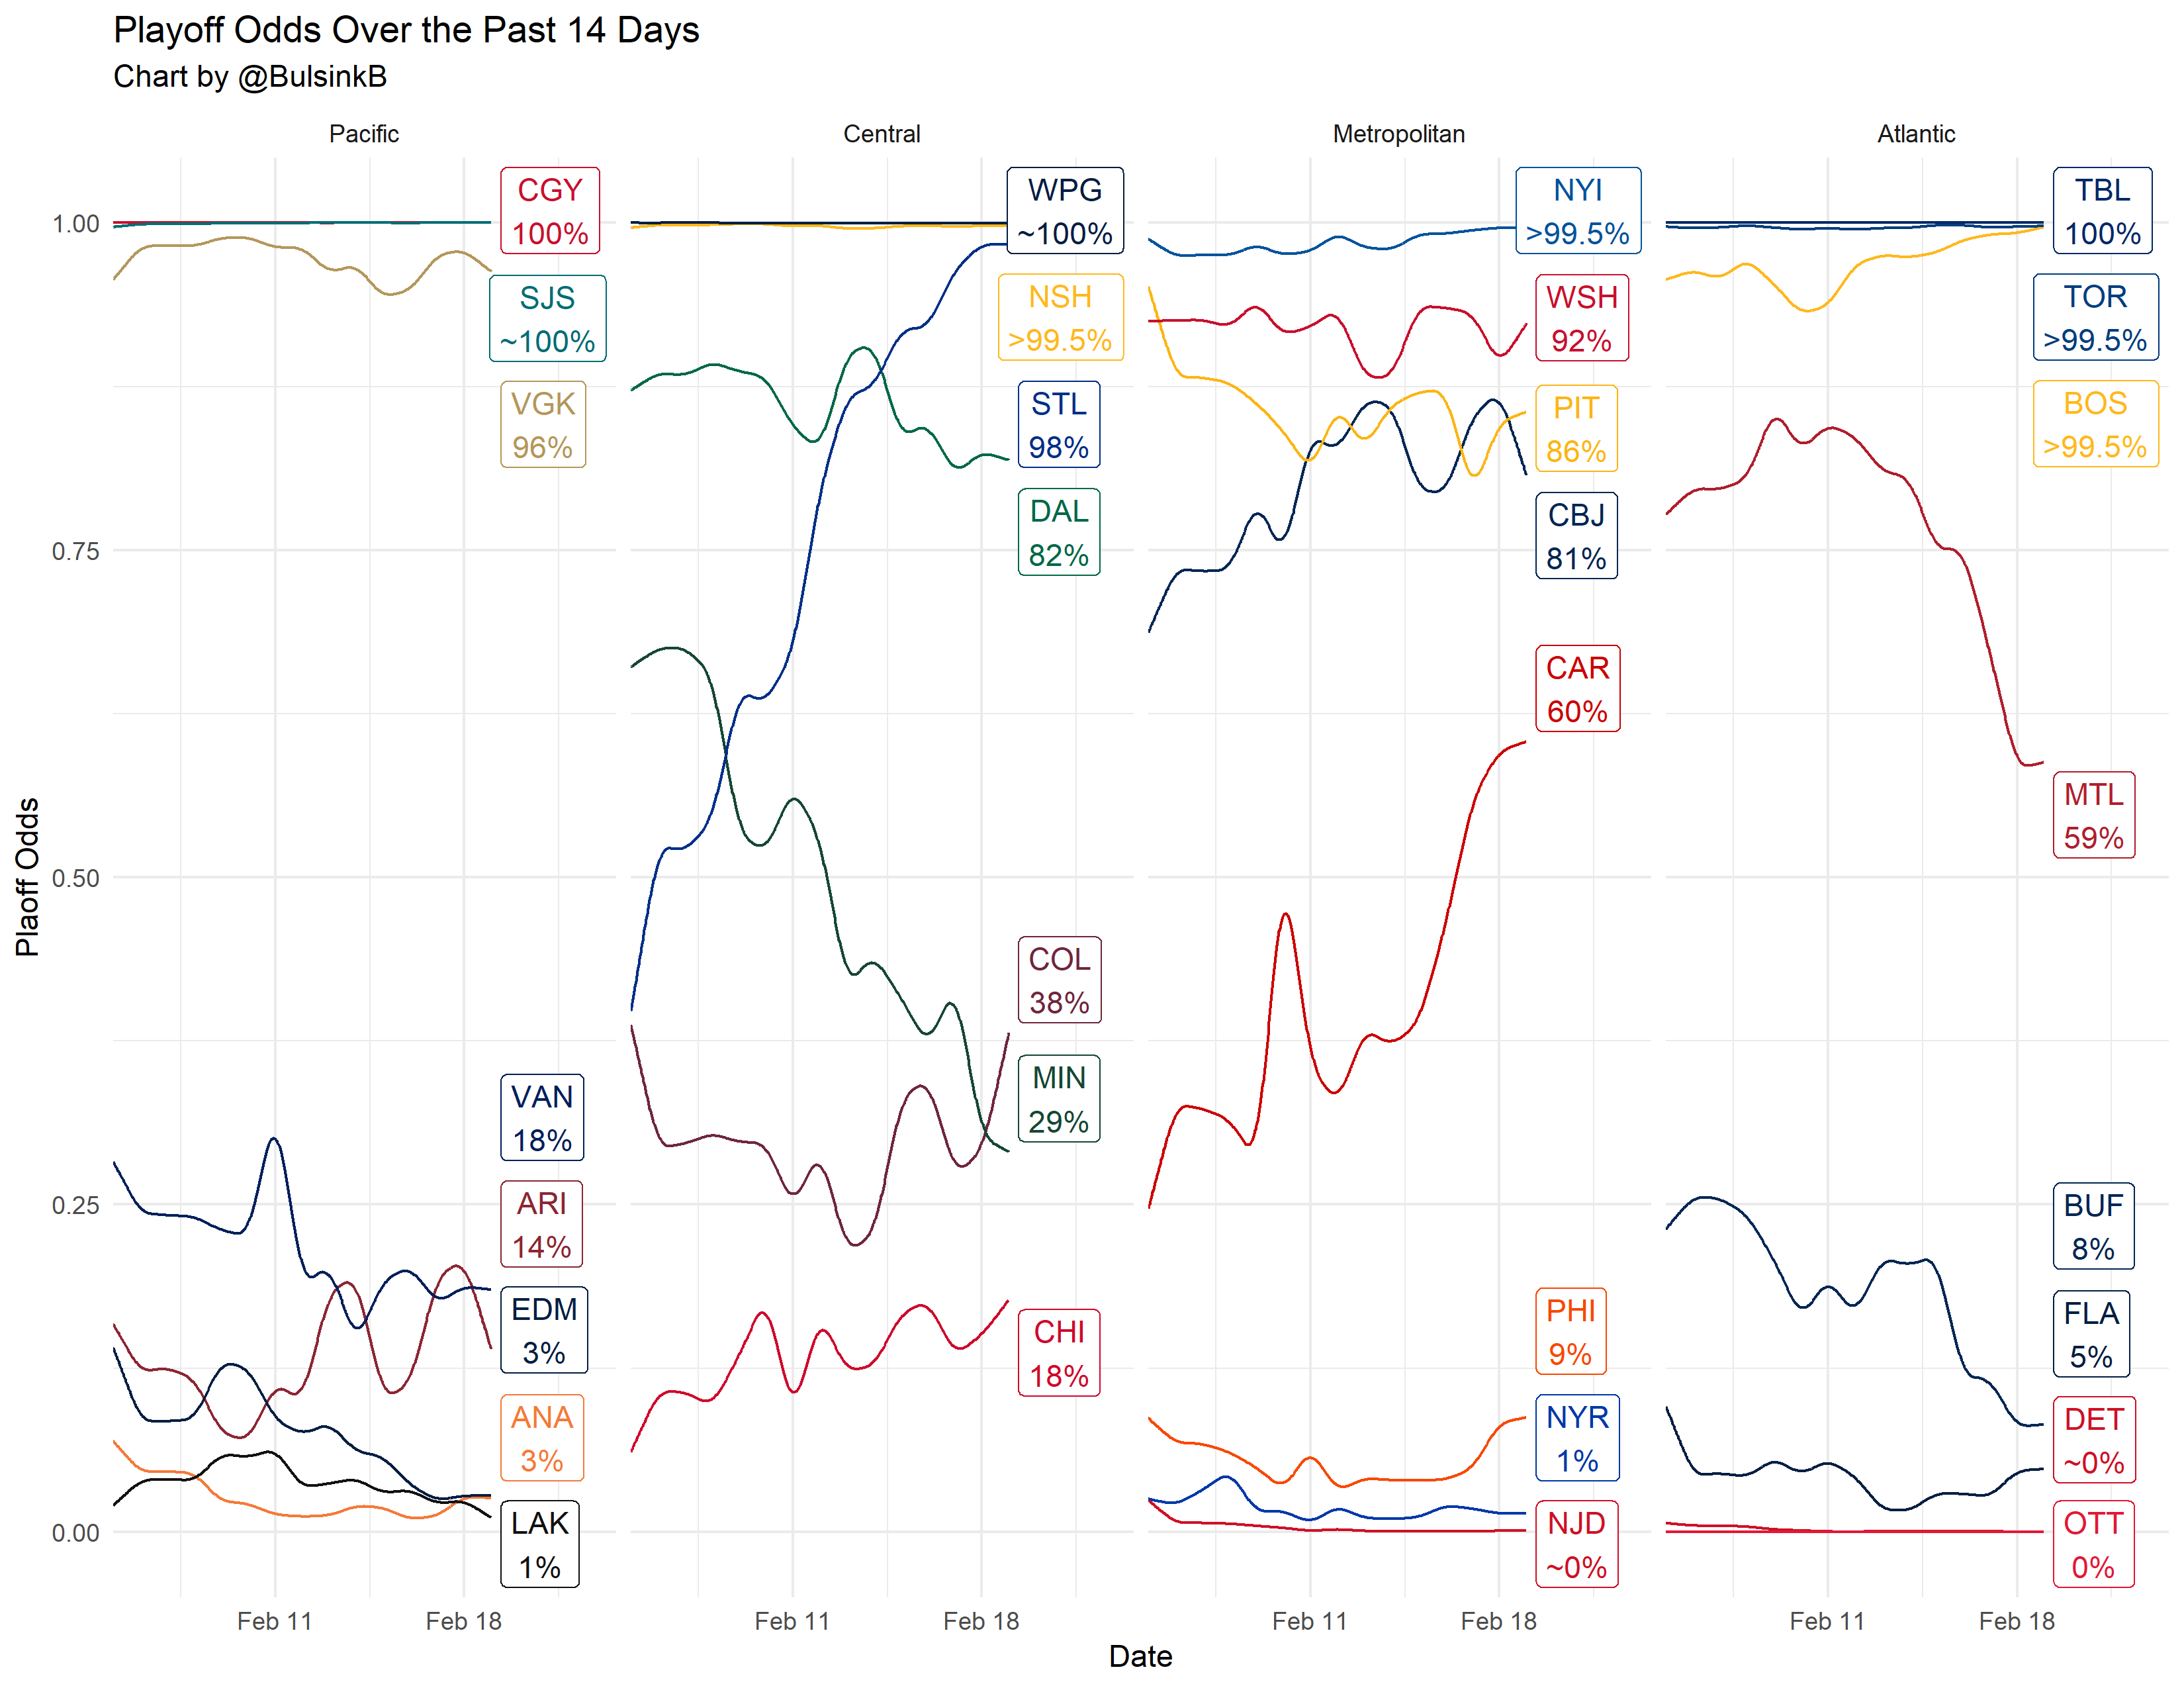 Playoff Odds Over the Past 14 Days
Chart by @BulsinkB
Pacific
Central
Metropolitan
Atlantic
Plaoff Odds
1.00
0.75
0.50
0.25
0.00
CGY
100%
SJS
~100%
VGK
96%
VAN
18%
ARI
14%
EDM
3%
ANA
3%
LAK
1%
WPG
~100%
NSH
>99.5%
STL
98%
DAL
82%
COL
38%
MIN
29%
CHI
18%
NYI
>99.5%
WSH
92%
PIT
86%
CBJ
81%
CAR
60%
PHI
9%
NYR
1%
NJD
~0%
TBL
100%
TOR
>99.5%
BOS
>99.5%
MTL
59%
BUF
8%
FLA
5%
DET
~0%
OTT
0%
Feb 11
Feb 18
Feb 11
Feb 18
Feb 11
Feb 18
Feb 11
Feb 18
Date